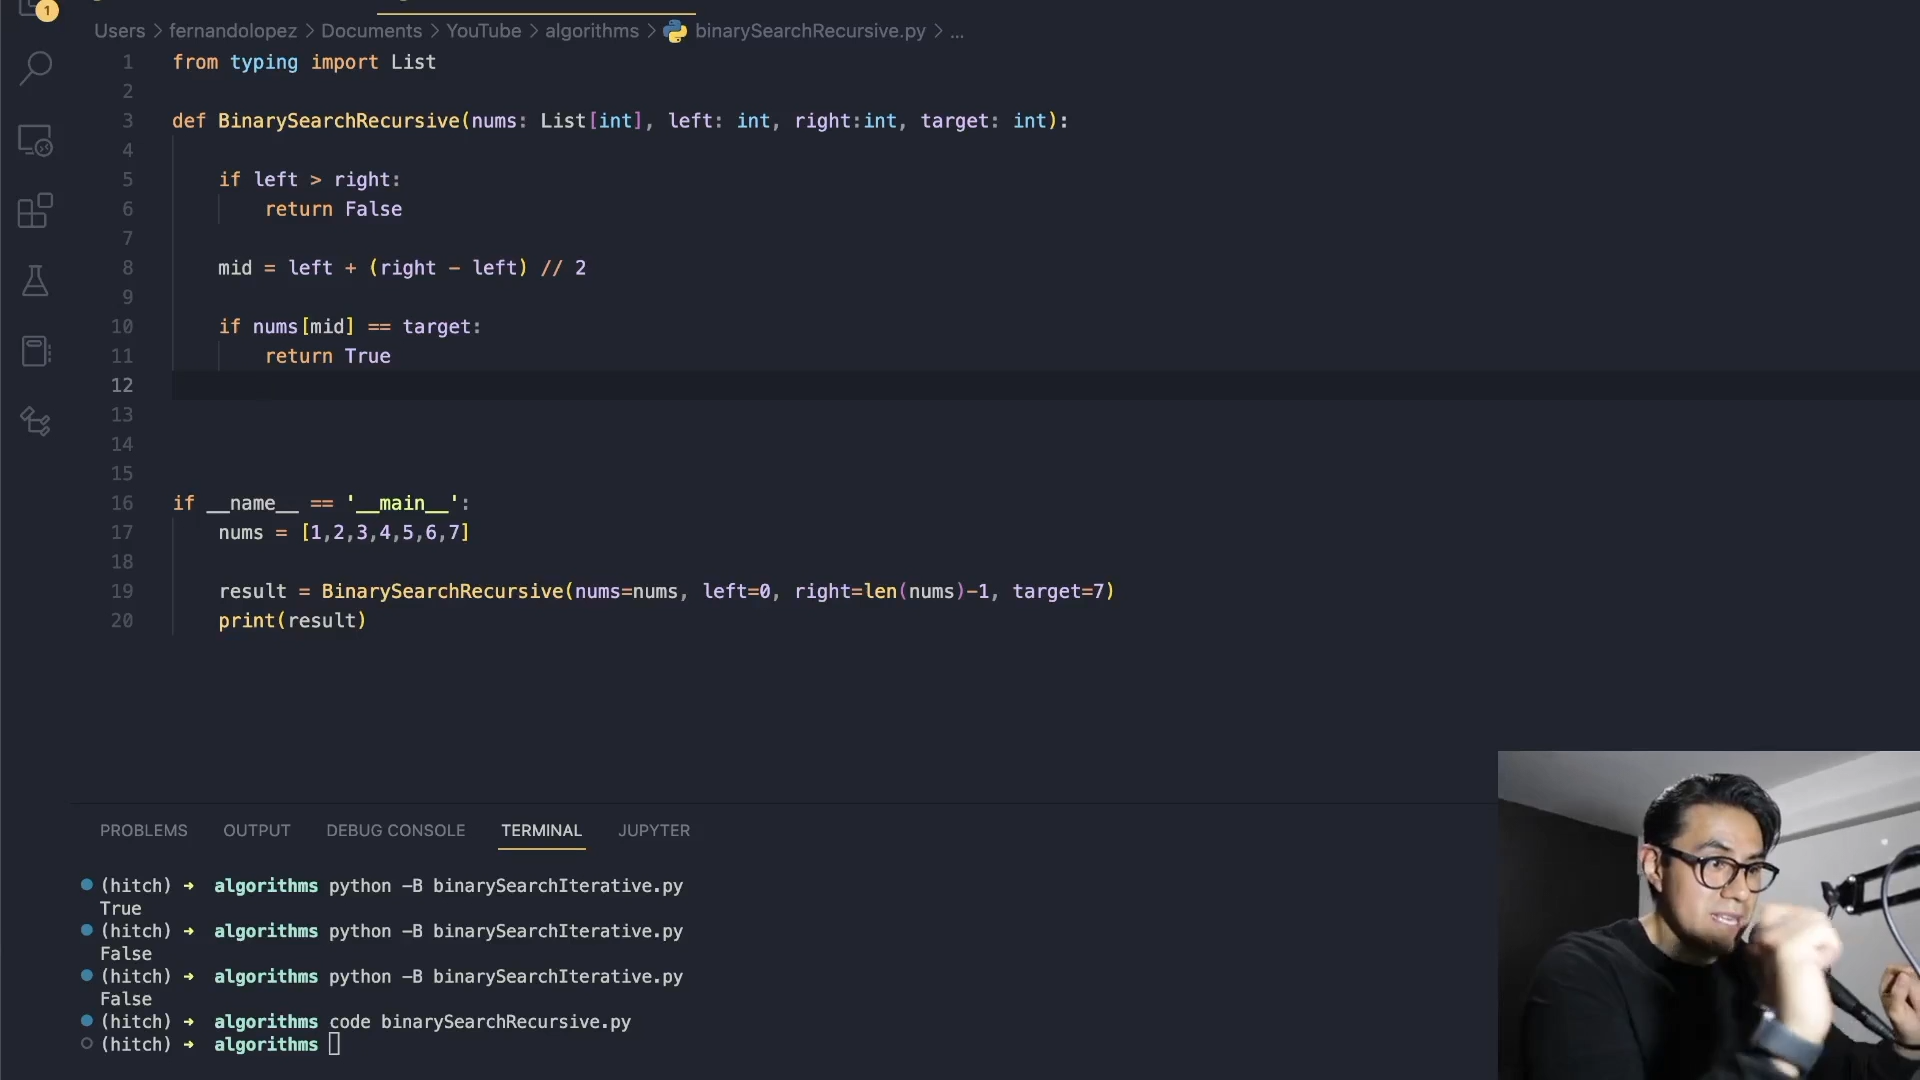 1
Users > fernandolopez > Documents > YouTube > algorithms > binarySearchRecursive.py > ...
1 from typing import List
2
3 def BinarySearchRecursive(nums: List[int], left: int, right:int, target: int):
4
5 if left > right:
6 return False
7
8 mid = left + (right - left) // 2
9
10 if nums[mid] == target:
11 return True
12
13
14
15
16 if __name__ == '__main__':
17 nums = [1,2,3,4,5,6,7]
18
19 result = BinarySearchRecursive(nums=nums, left=0, right=len(nums)-1, target=7)
20 print(result)
PROBLEMS OUTPUT DEBUG CONSOLE TERMINAL JUPYTER
(hitch) ➜ algorithms python -B binarySearchIterative.py
True
(hitch) ➜ algorithms python -B binarySearchIterative.py
False
(hitch) ➜ algorithms python -B binarySearchIterative.py
False
(hitch) ➜ algorithms code binarySearchRecursive.py
(hitch) ➜ algorithms